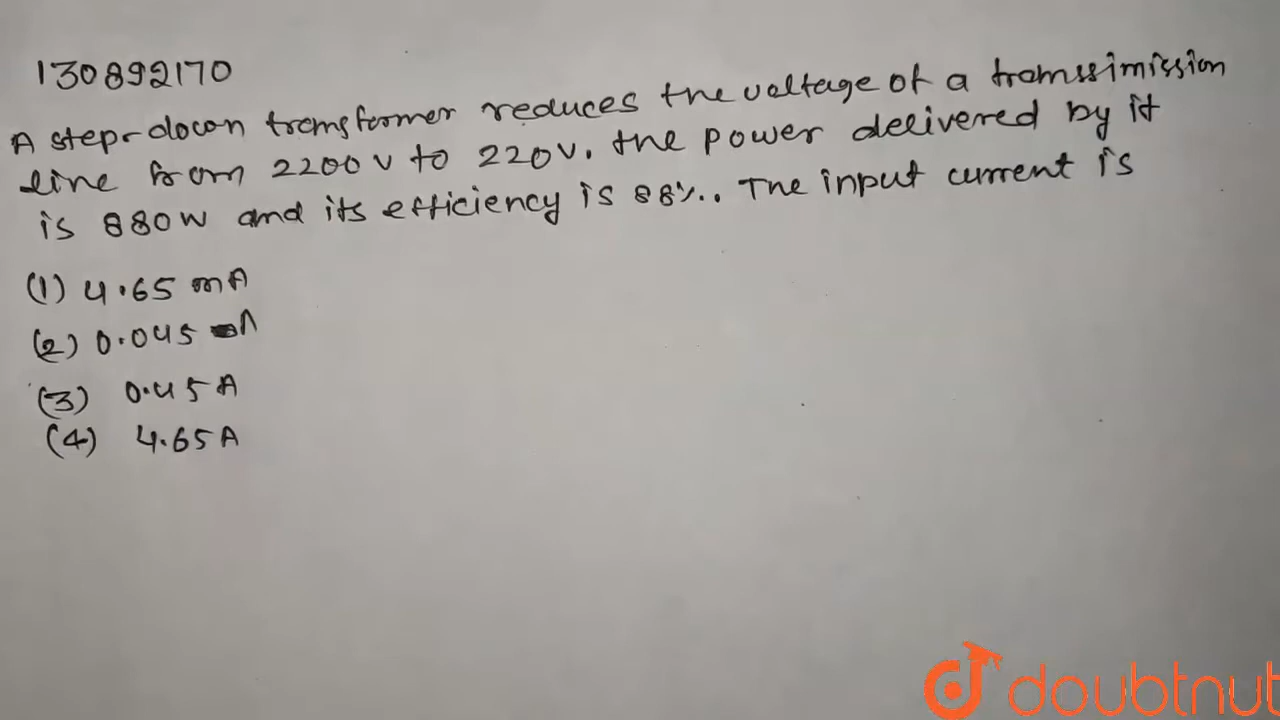 130892170
A step-down transformer reduces the voltage of a transsimission
line from 2200 V to 220V. the power delivered by it
is 880W and its efficiency is 88%.. The input current is
(1) 4.65 mA
(2) 0.045 A
(3) 0.45 A
(4) 4.65 A
doubtnut